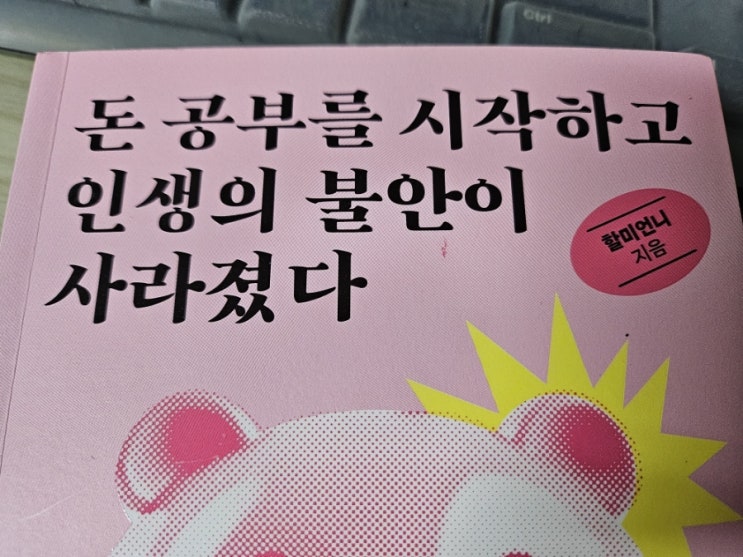 Ctrl
돈 공부를 시작하고
인생의 불안이
사라졌다
할미언니
지음